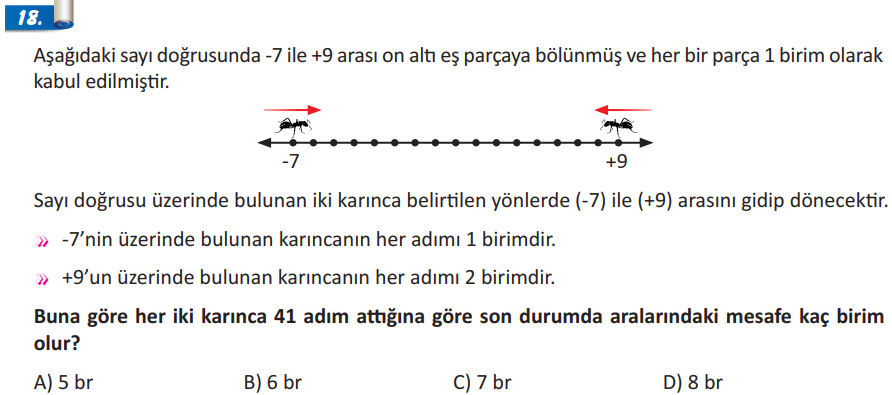 18.
Aşağıdaki sayı doğrusunda -7 ile +9 arası on altı eş parçaya bölünmüş ve her bir parça 1 birim olarak
kabul edilmiştir.
-7 +9
Sayı doğrusu üzerinde bulunan iki karınca belirtilen yönlerde (-7) ile (+9) arasını gidip dönecektir.
-7’nin üzerinde bulunan karıncanın her adımı 1 birimdir.
+9’un üzerinde bulunan karıncanın her adımı 2 birimdir.
Buna göre her iki karınca 41 adım attığına göre son durumda aralarındaki mesafe kaç birim
olur?
A) 5 br B) 6 br C) 7 br D) 8 br